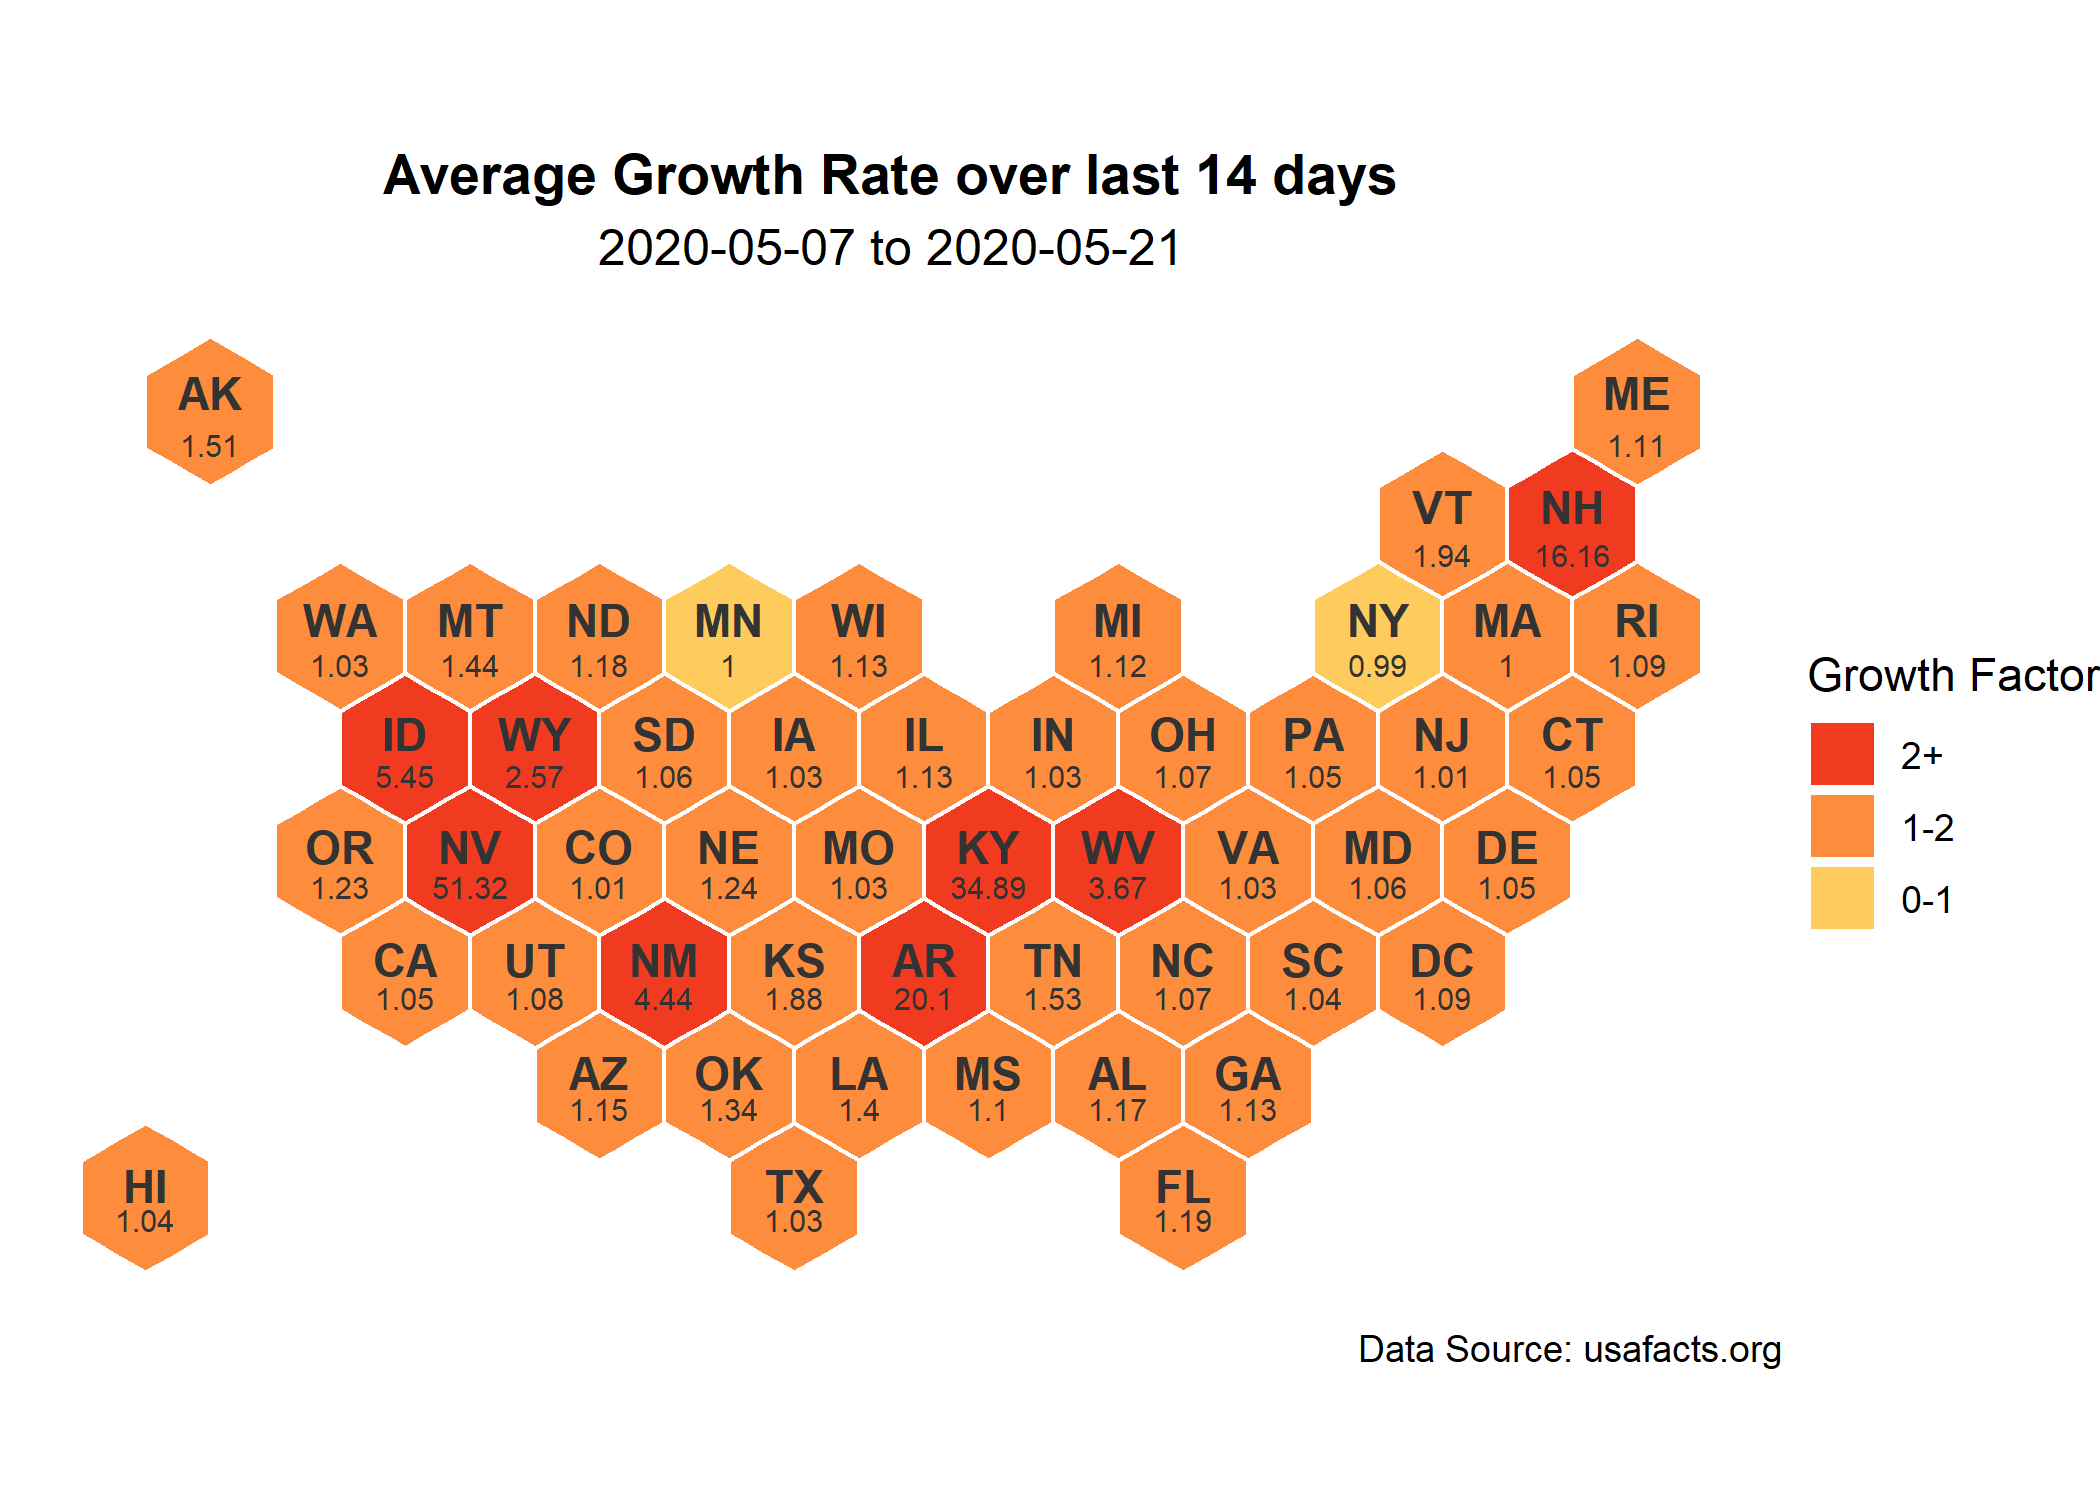 Average Growth Rate over last 14 days
2020-05-07 to 2020-05-21
AK
1.51
ME
1.11
VT
1.94
NH
16.16
WA
1.03
MT
1.44
ND
1.18
MN
1
WI
1.13
MI
1.12
NY
0.99
MA
1
RI
1.09
ID
5.45
WY
2.57
SD
1.06
IA
1.03
IL
1.13
IN
1.03
OH
1.07
PA
1.05
NJ
1.01
CT
1.05
OR
1.23
NV
51.32
CO
1.01
NE
1.24
MO
1.03
KY
34.89
WV
3.67
VA
1.03
MD
1.06
DE
1.05
CA
1.05
UT
1.08
NM
4.44
KS
1.88
AR
20.1
TN
1.53
NC
1.07
SC
1.04
DC
1.09
AZ
1.15
OK
1.34
LA
1.4
MS
1.1
AL
1.17
GA
1.13
HI
1.04
TX
1.03
FL
1.19
Growth Factor
2+
1-2
0-1
Data Source: usafacts.org